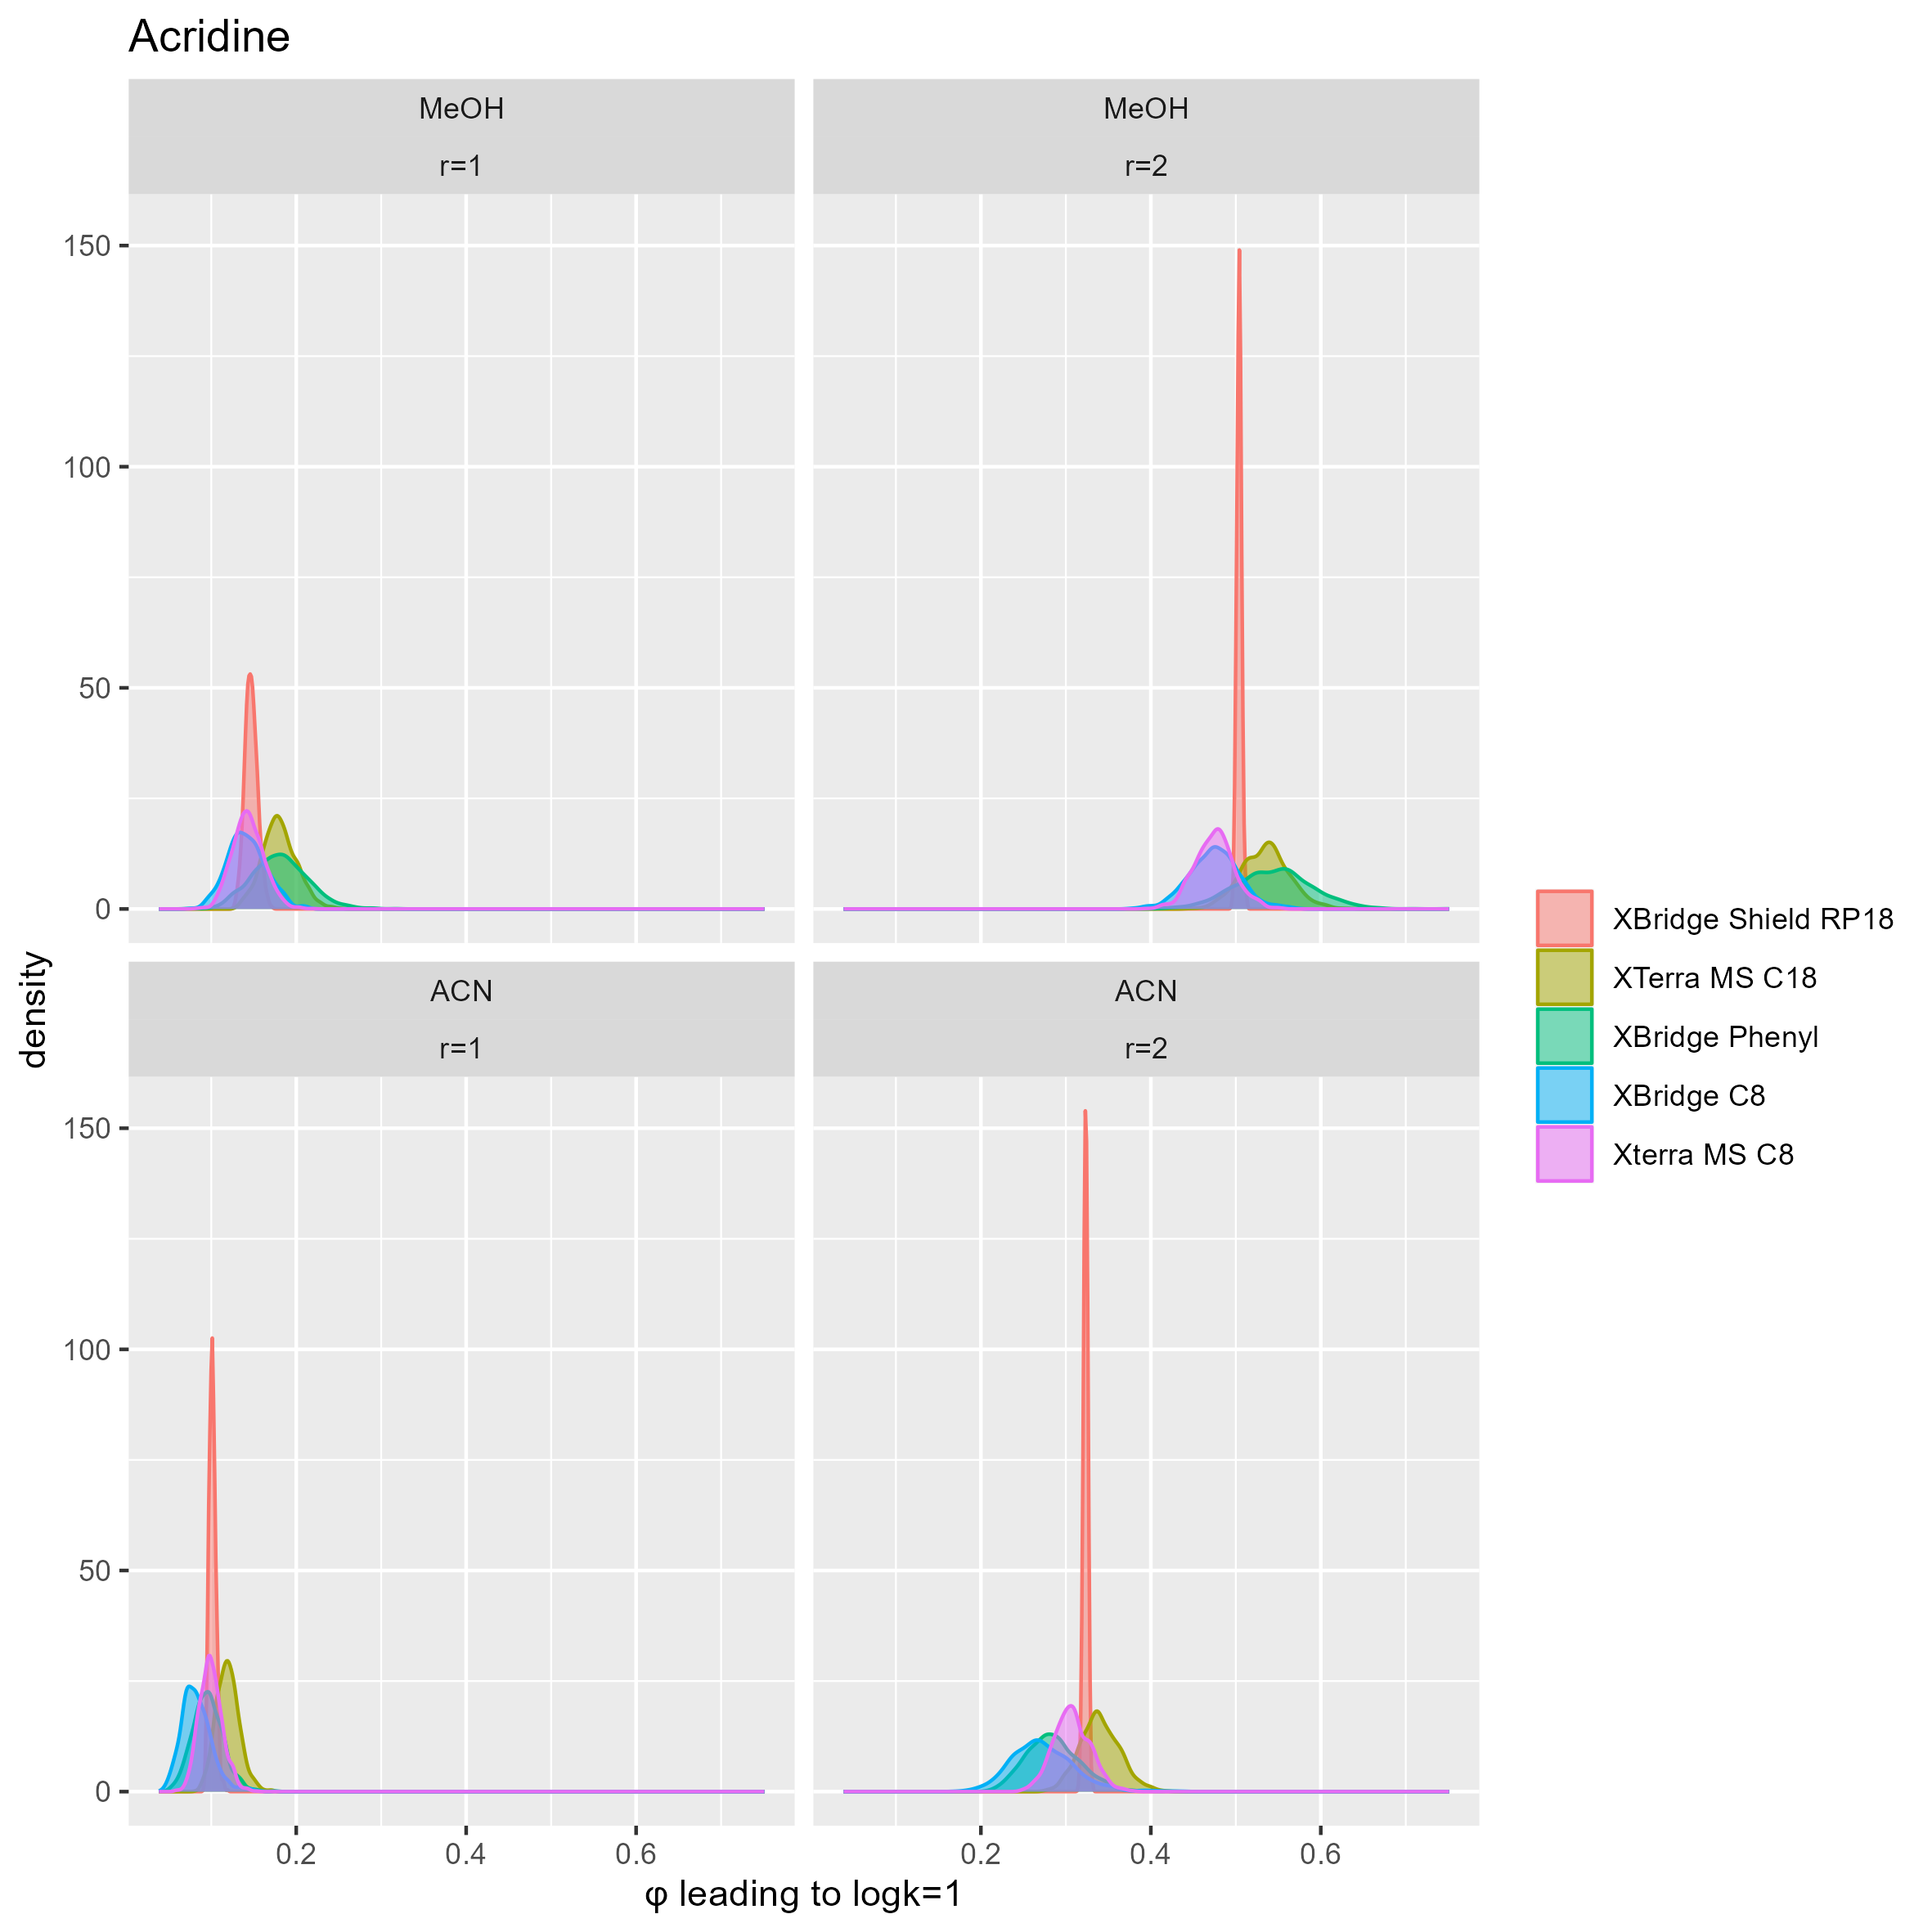 Acridine
MeOH
r=1
MeOH
r=2
150
100
50
0
ACN
r=1
ACN
r=2
150
100
50
0
0.2
0.4
0.6
0.2
0.4
0.6
φ leading to logk=1
density
XBridge Shield RP18
XTerra MS C18
XBridge Phenyl
XBridge C8
Xterra MS C8